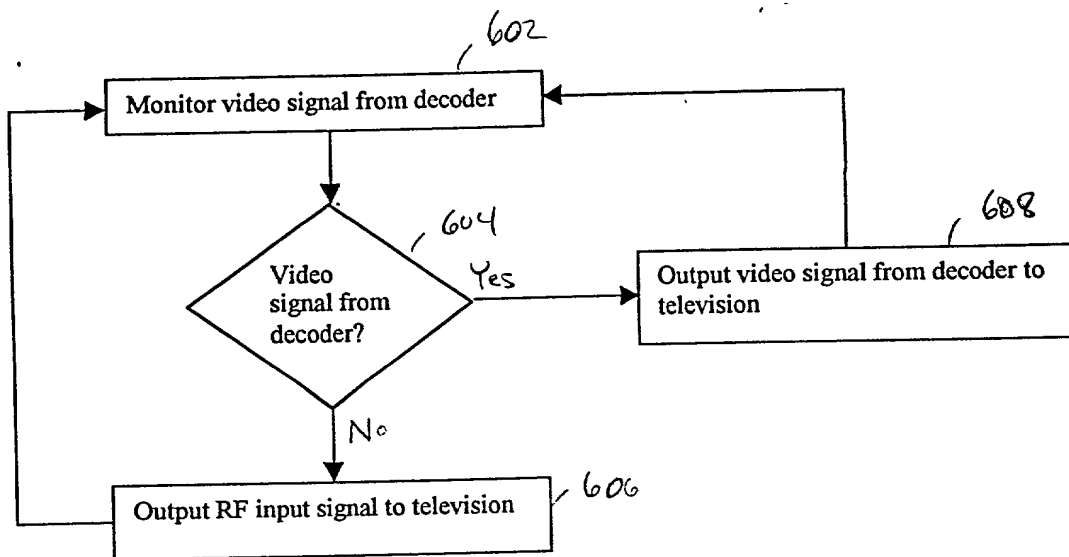 602
Monitor video signal from decoder
604
Video
signal from
decoder?
Yes
608
Output video signal from decoder to
television
No
Output RF input signal to television
606